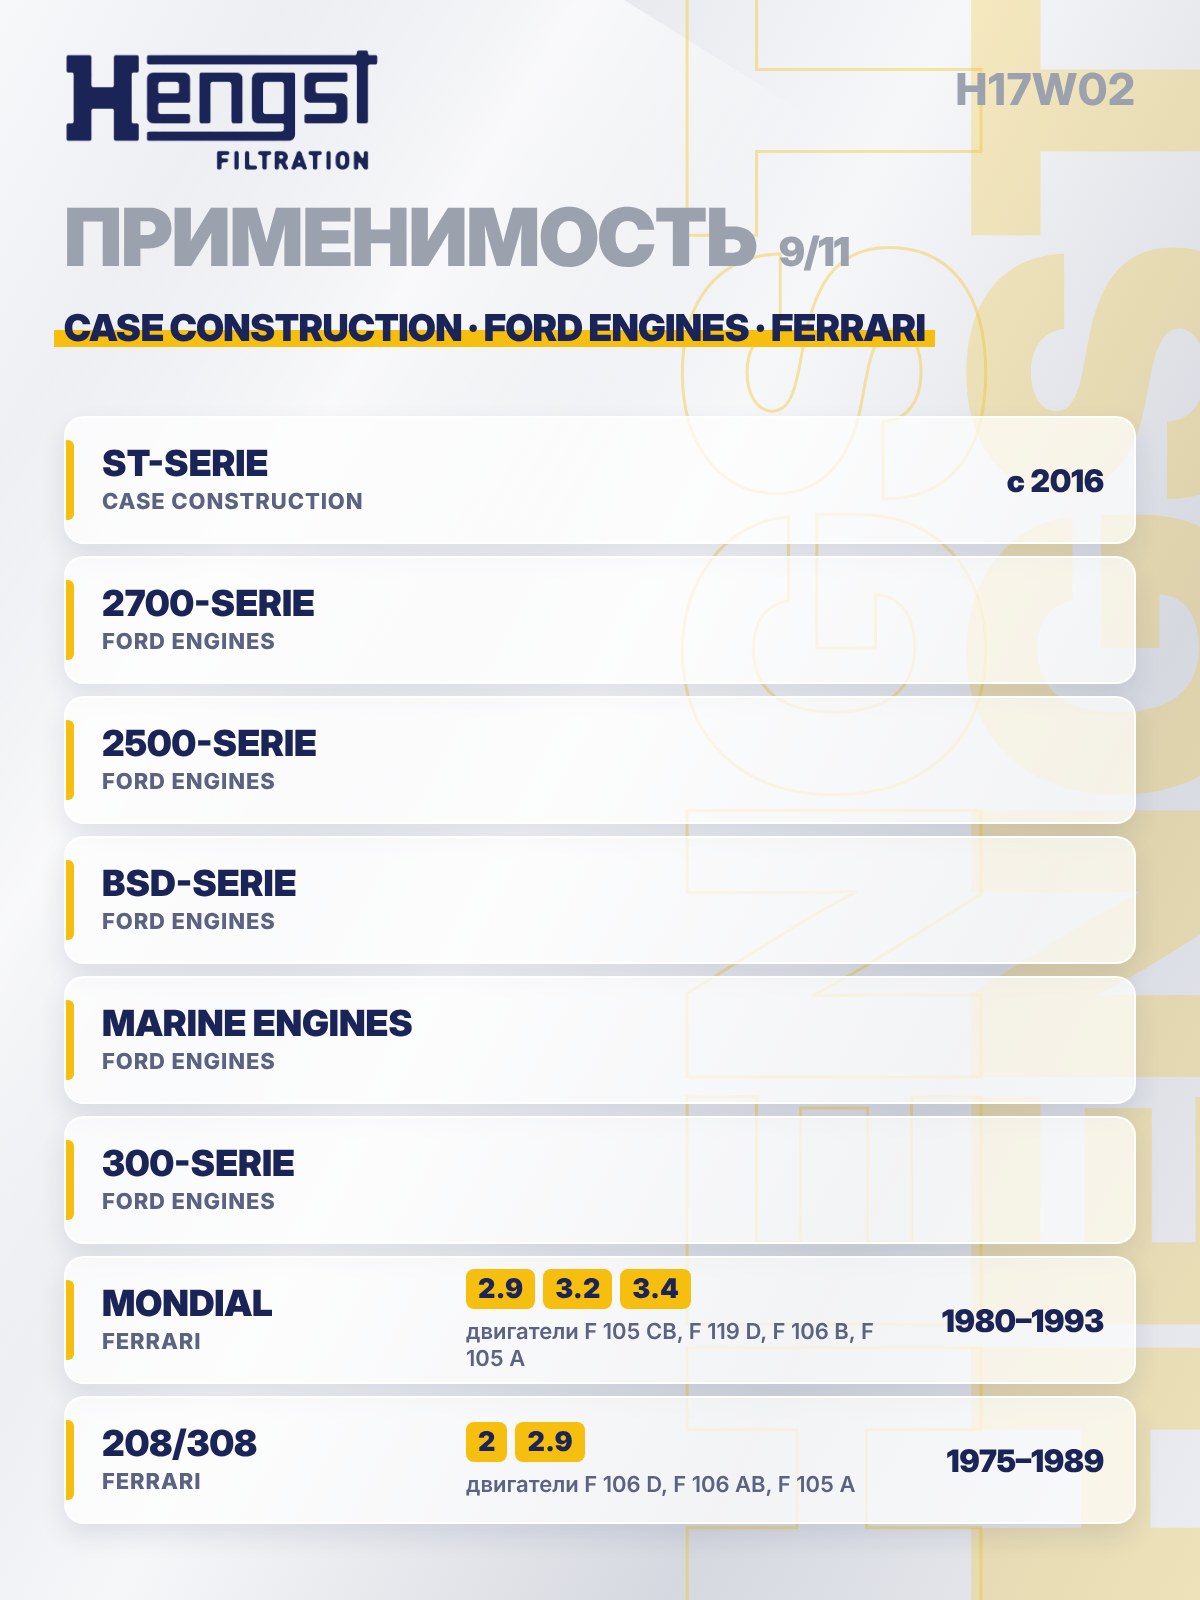 Hengst
FILTRATION
H17W02
ПРИМЕНИМОСТЬ 9/11
CASE CONSTRUCTION · FORD ENGINES · FERRARI
ST-SERIE
CASE CONSTRUCTION
с 2016
2700-SERIE
FORD ENGINES
2500-SERIE
FORD ENGINES
BSD-SERIE
FORD ENGINES
MARINE ENGINES
FORD ENGINES
300-SERIE
FORD ENGINES
MONDIAL
FERRARI
2.9 3.2 3.4
двигатели F 105 CB, F 119 D, F 106 B, F
105 A
1980–1993
208/308
FERRARI
2 2.9
двигатели F 106 D, F 106 AB, F 105 A
1975–1989
HENGST
HENGST